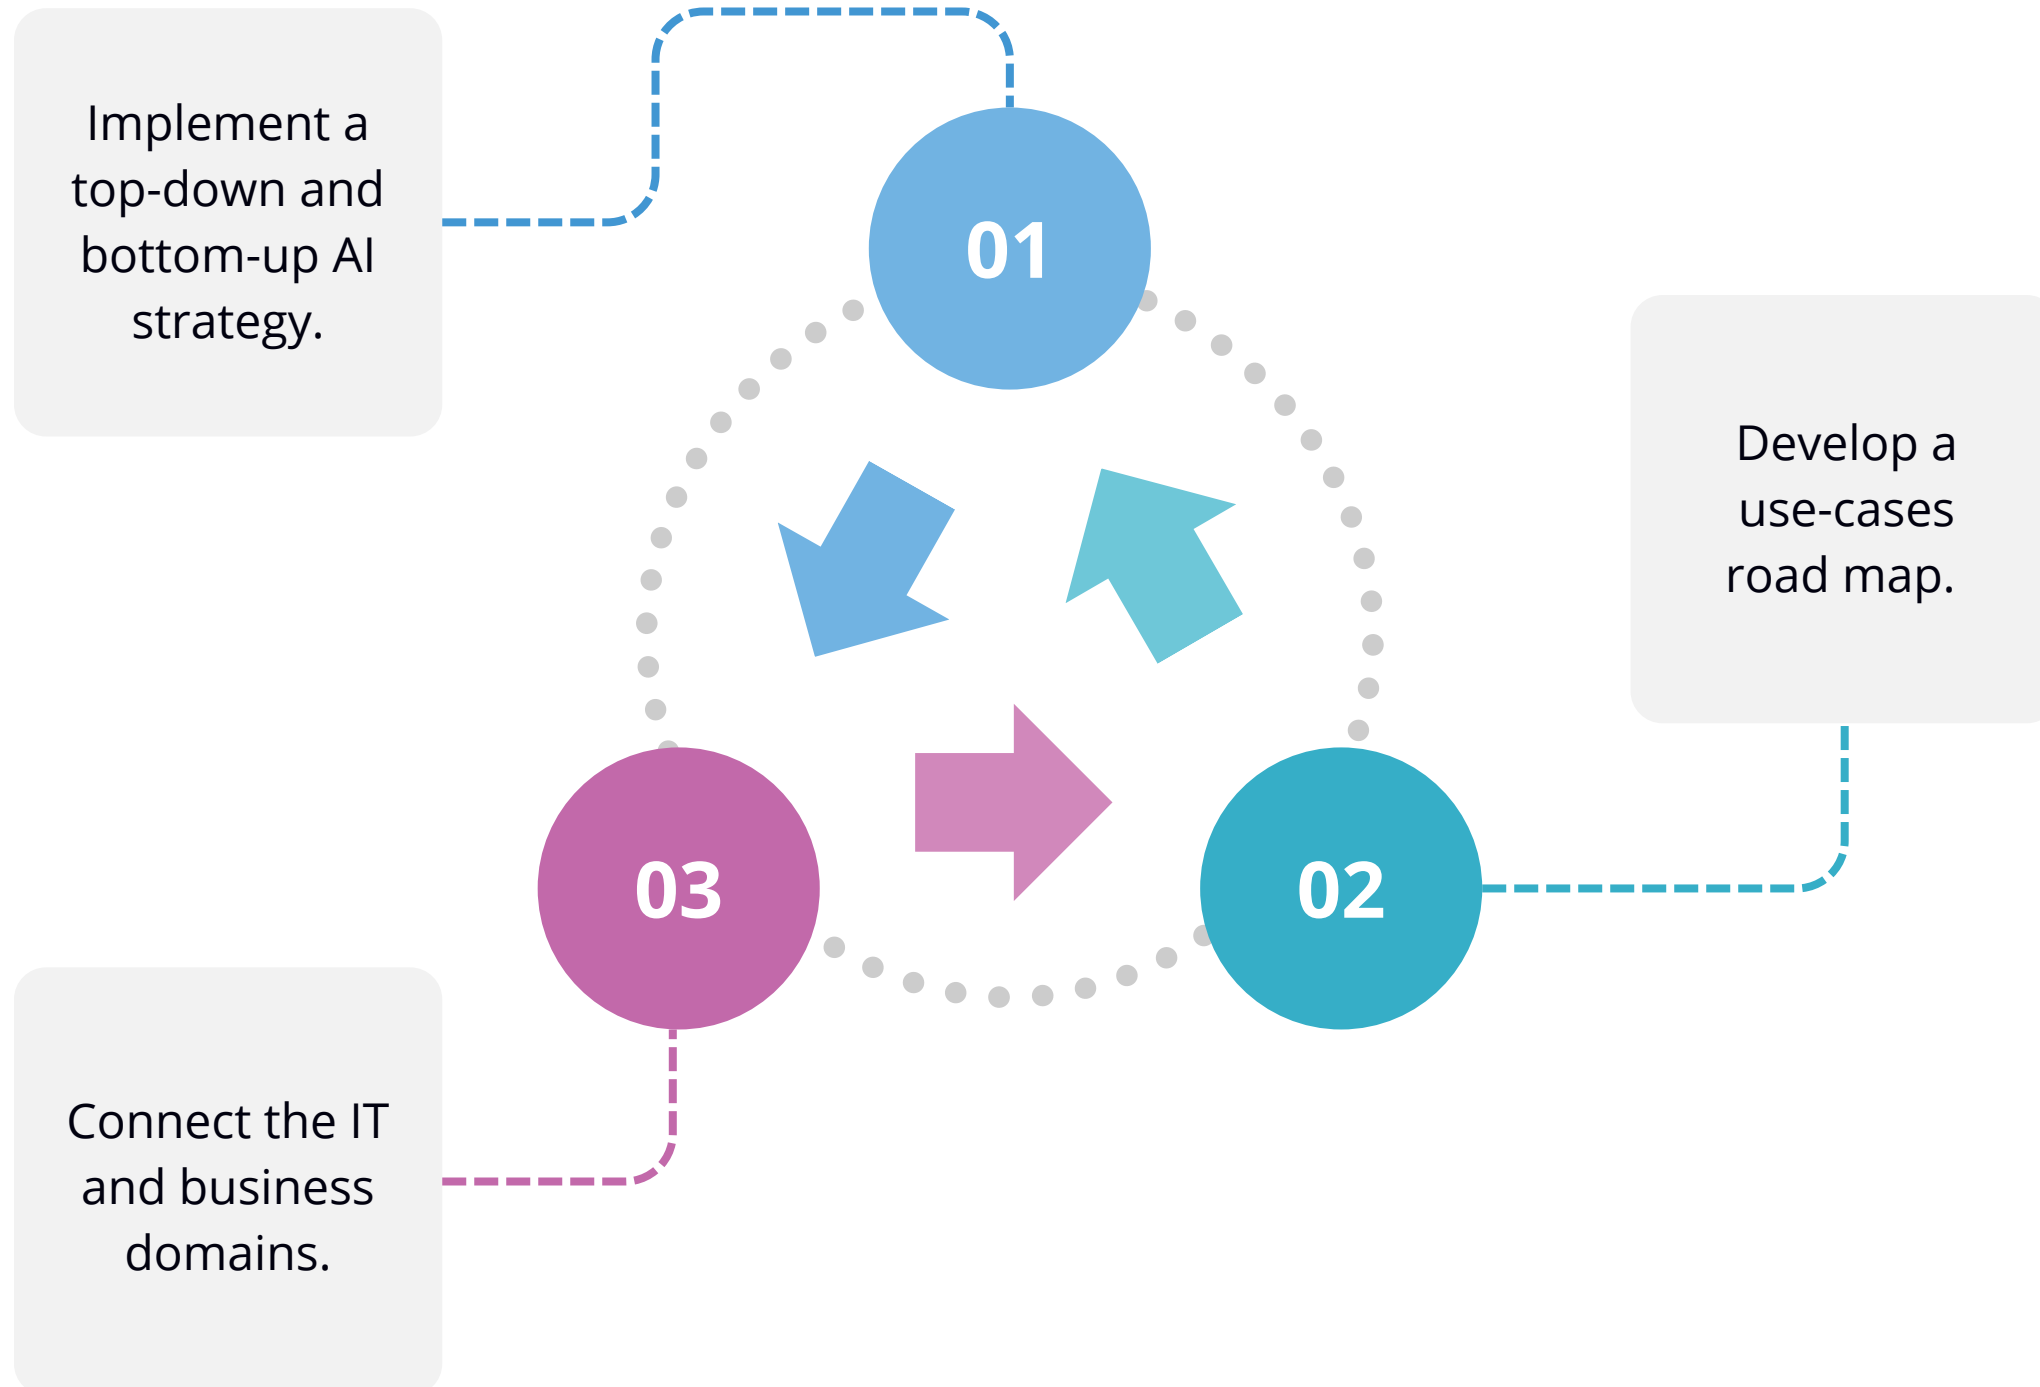 Implement a
top-down and
bottom-up AI
strategy.
01
Develop a
use-cases
road map.
03
02
Connect the IT
and business
domains.